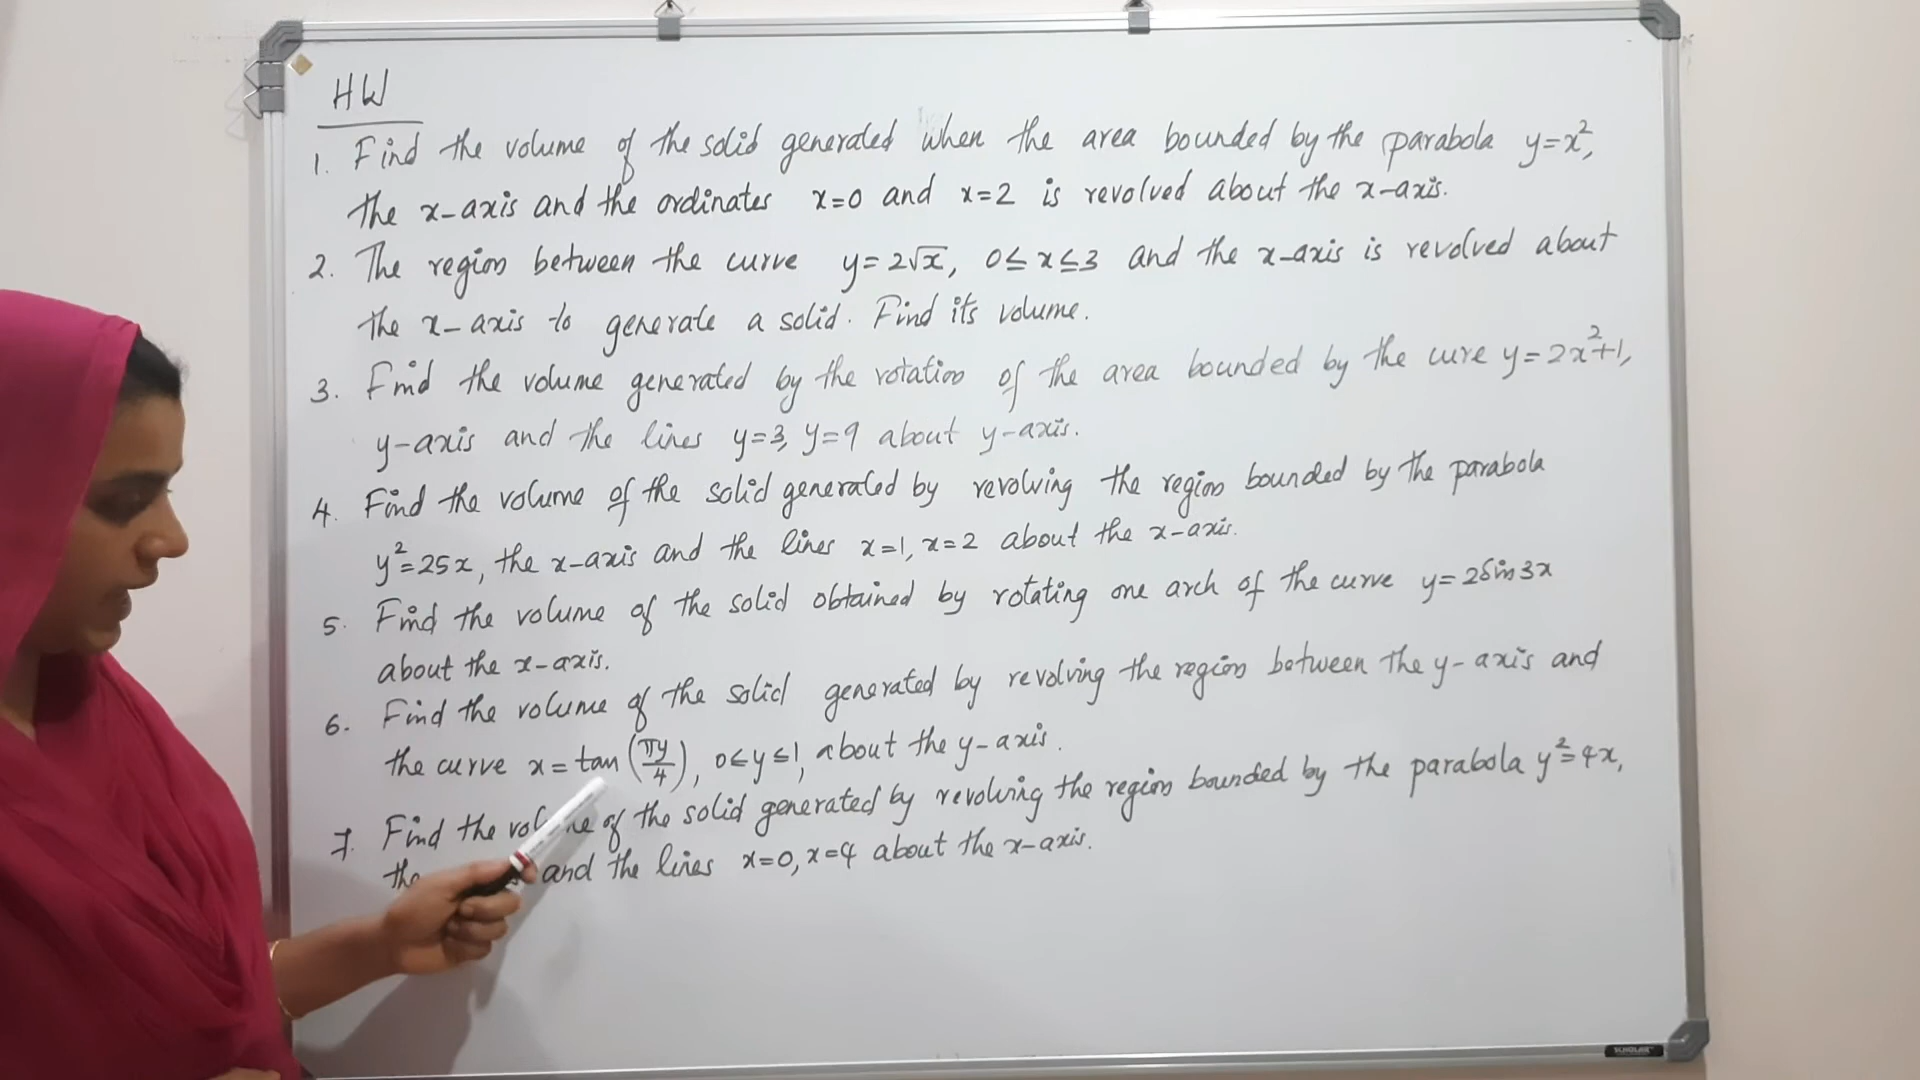 HW
1. Find the volume of the solid generated when the area bounded by the parabola y=x²,
the x-axis and the ordinates x=0 and x=2 is revolved about the x-axis.
2. The region between the curve y=2√x, 0≤x≤3 and the x-axis is revolved about
the x-axis to generate a solid. Find its volume.
3. Find the volume generated by the rotation of the area bounded by the cure y=2x²+1,
y-axis and the lines y=3, y=9 about y-axis.
4. Find the volume of the solid generated by revolving the region bounded by the parabola
y²=25x, the x-axis and the lines x=1, x=2 about the x-axis.
5. Find the volume of the solid obtained by rotating one arch of the curve y=2sin3x
about the x-axis.
6. Find the volume of the solid generated by revolving the region between the y-axis and
the curve x=tan(πy/4), 0≤y≤1, about the y-axis.
7. Find the of the solid generated by revolving the region bounded by the parabola y²=4x,
the and the lines x=0, x=4 about the x-axis.
SCHOLAR